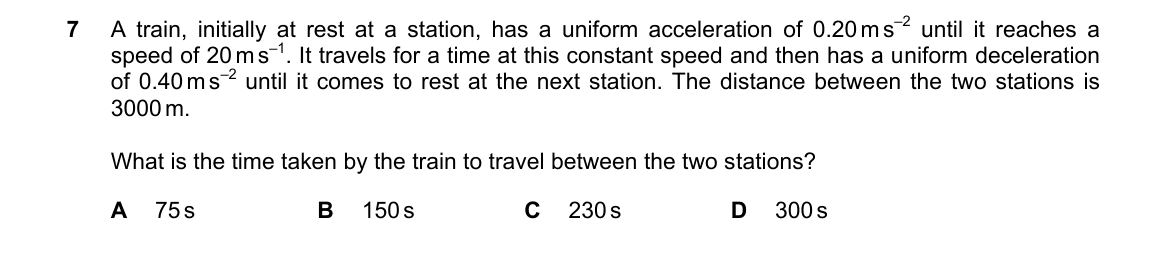 7 A train, initially at rest at a station, has a uniform acceleration of 0.20 m s⁻² until it reaches a
speed of 20 m s⁻¹. It travels for a time at this constant speed and then has a uniform deceleration
of 0.40 m s⁻² until it comes to rest at the next station. The distance between the two stations is
3000 m.
What is the time taken by the train to travel between the two stations?
A 75 s B 150 s C 230 s D 300 s